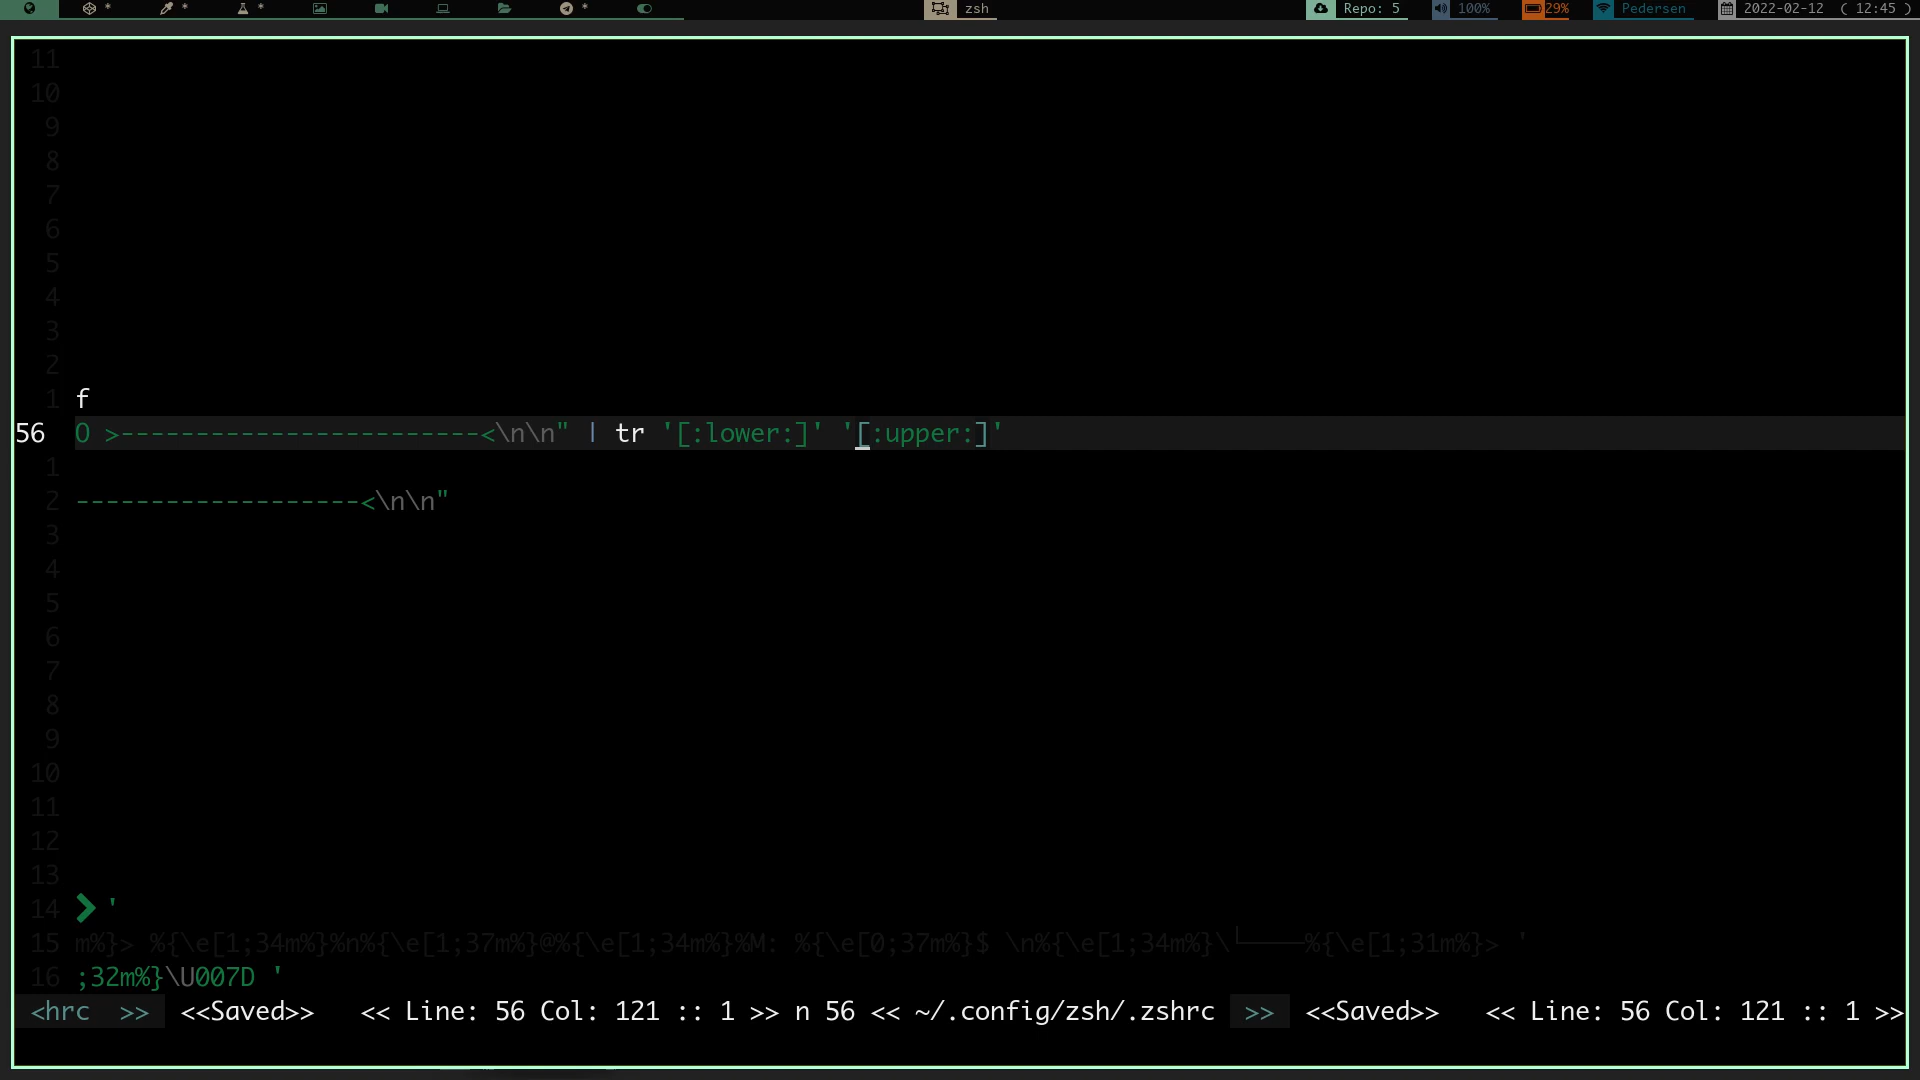 * * * * zsh Repo: 5 100% 29% Pedersen 2022-02-12 ( 12:45 )
11
10
9
8
7
6
5
4
3
2
1 f
56 O >------------------------<\n\n" | tr '[:lower:]' '[:upper:]'
1
2 -------------------<\n\n"
3
4
5
6
7
8
9
10
11
12
13
14 ❯ '
15 m%}> %{\e[1;34m%}%n%{\e[1;37m%}@%{\e[1;34m%}%M: %{\e[0;37m%}$ \n%{\e[1;34m%}\└────%{\e[1;31m%}> '
16 ;32m%}\U007D '
<hrc >> <<Saved>> << Line: 56 Col: 121 :: 1 >> n 56 << ~/.config/zsh/.zshrc >> <<Saved>> << Line: 56 Col: 121 :: 1 >>